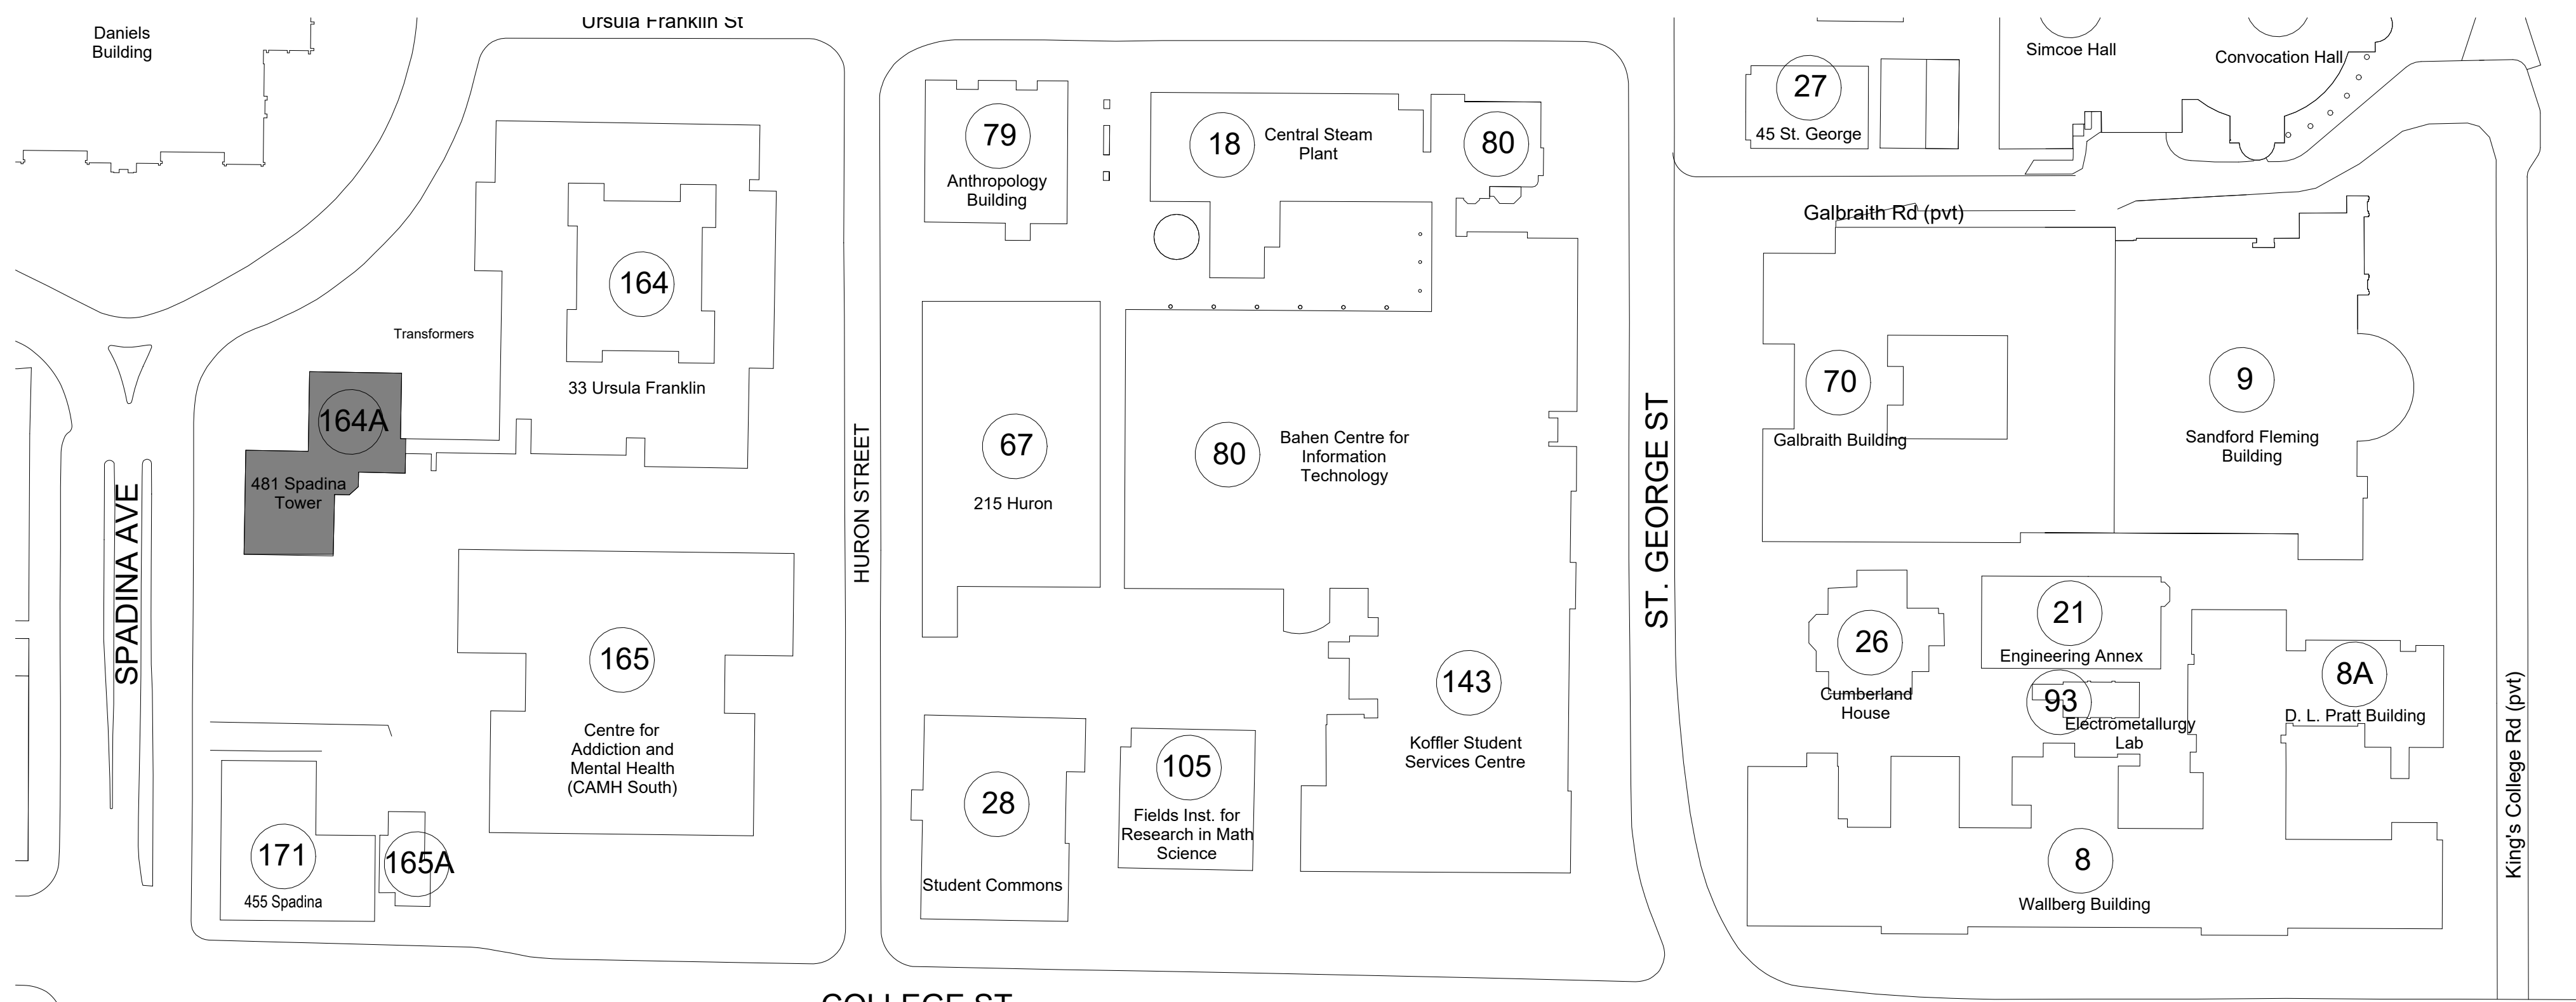 Ursula Franklin St
Daniels
Building
Simcoe Hall
Convocation Hall
27
45 St. George
79
Anthropology
Building
18
Central Steam
Plant
80
Galbraith Rd (pvt)
164
33 Ursula Franklin
Transformers
164A
481 Spadina
Tower
SPADINA AVE
HURON STREET
67
215 Huron
80
Bahen Centre for
Information
Technology
ST. GEORGE ST
70
Galbraith Building
9
Sandford Fleming
Building
165
Centre for
Addiction and
Mental Health
(CAMH South)
143
Koffler Student
Services Centre
26
Cumberland
House
21
Engineering Annex
93
Electrometallurgy
Lab
8A
D. L. Pratt Building
King's College Rd (pvt)
171
455 Spadina
165A
28
Student Commons
105
Fields Inst. for
Research in Math
Science
8
Wallberg Building
COLLEGE ST